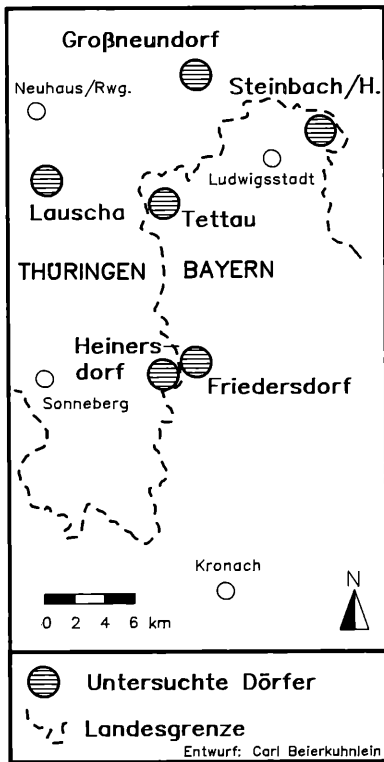 Großneundorf
Neuhaus/Rwg.
Steinbach/H.
Ludwigsstadt
Lauscha
Tettau
THÜRINGEN
BAYERN
Heiners-
dorf
Friedersdorf
Sonneberg
Kronach
N
0 2 4 6 km
Untersuchte Dörfer
Landesgrenze
Entwurf: Carl Beierkuhnlein